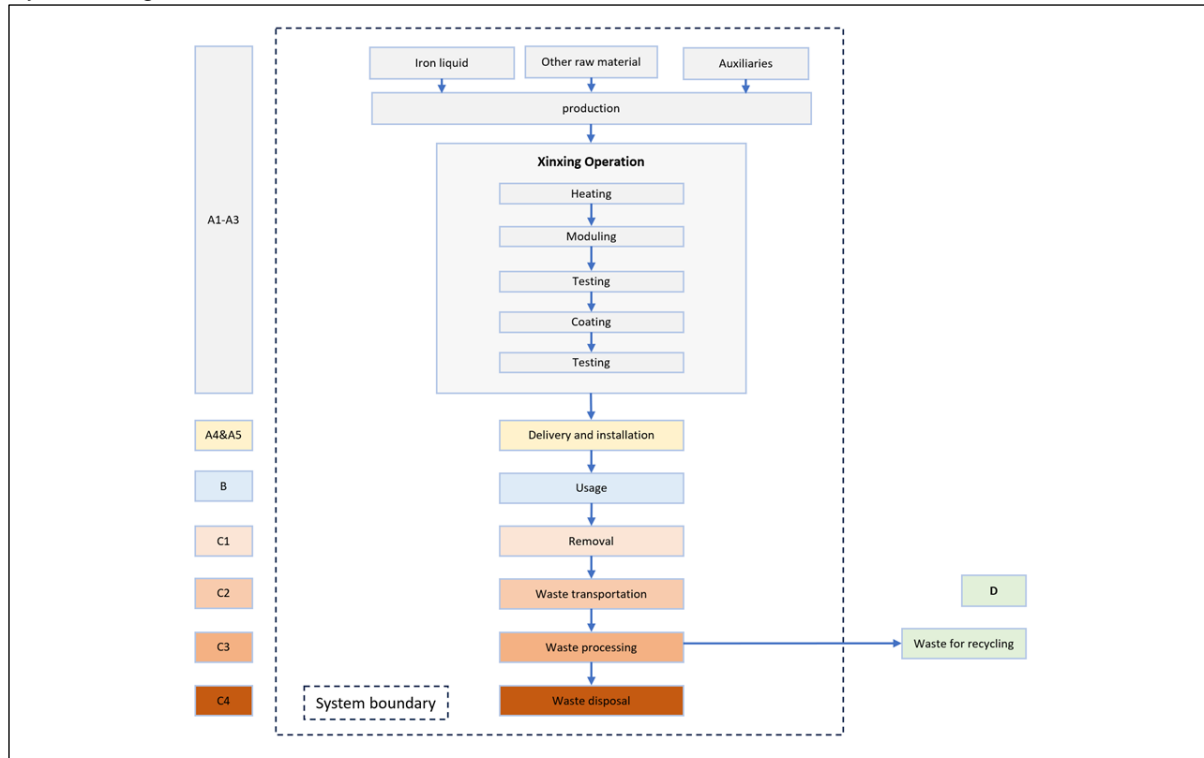 Iron liquid
Other raw material
Auxiliaries
production
Xinxing Operation
Heating
A1-A3
Moduling
Testing
Coating
Testing
A4&A5
Delivery and installation
B
Usage
C1
Removal
C2
Waste transportation
D
C3
Waste processing
Waste for recycling
C4
System boundary
Waste disposal